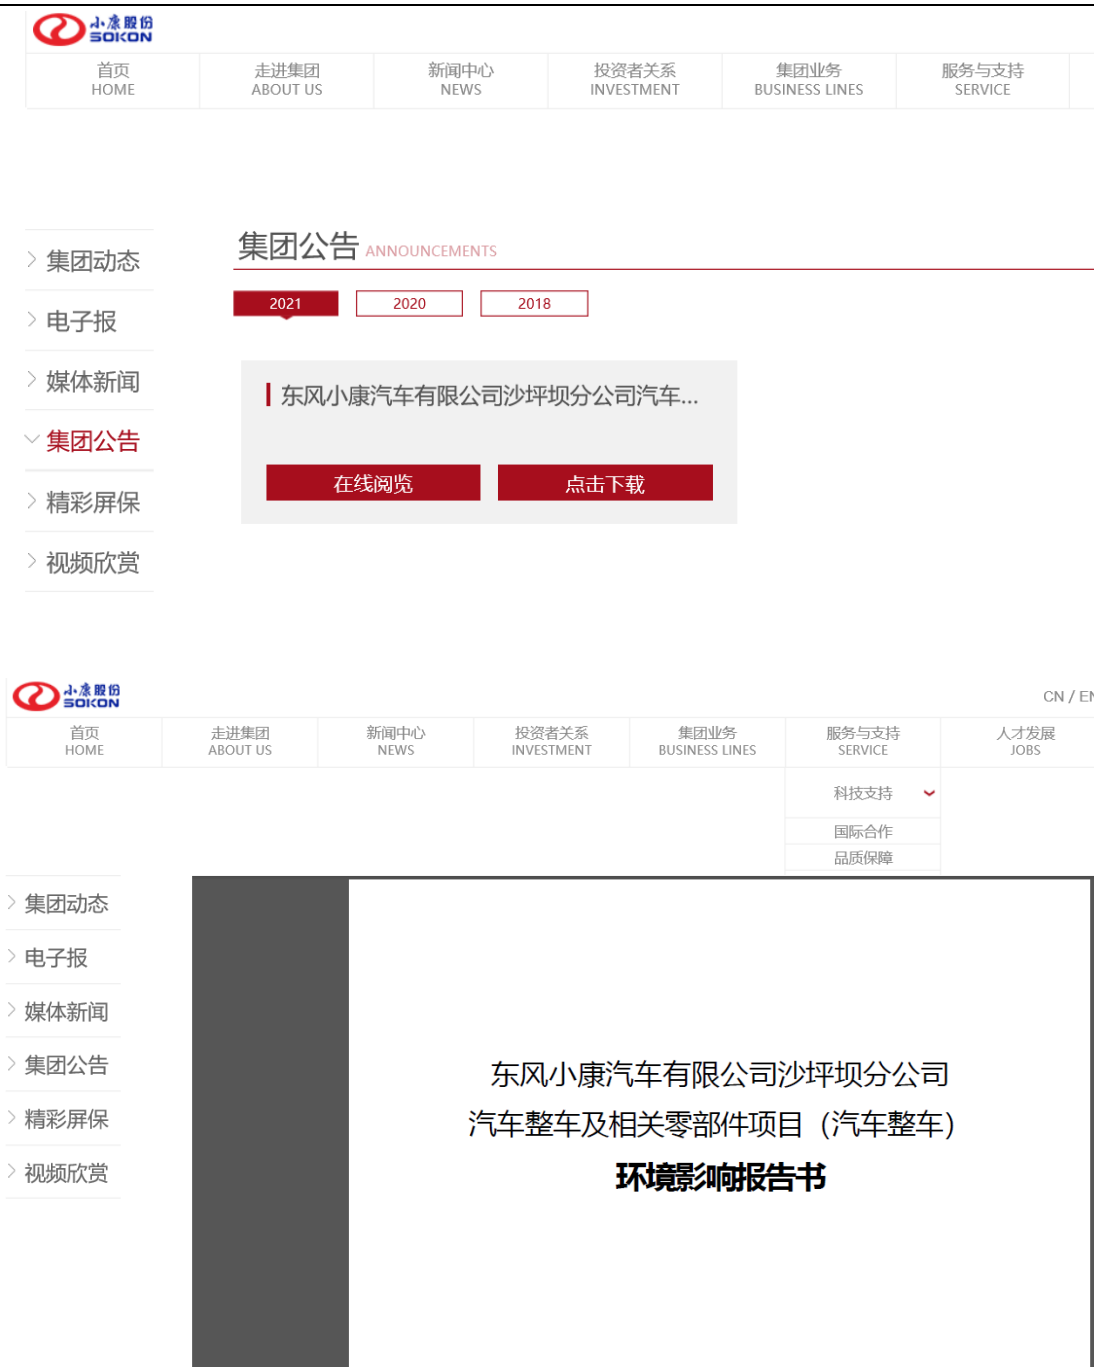 小康股份
SOKON
首页 走进集团 新闻中心 投资者关系 集团业务 服务与支持
HOME ABOUT US NEWS INVESTMENT BUSINESS LINES SERVICE
集团公告 ANNOUNCEMENTS
集团动态
2021 2020 2018
电子报
媒体新闻
东风小康汽车有限公司沙坪坝分公司汽车...
集团公告
在线阅览 点击下载
精彩屏保
视频欣赏
小康股份
SOKON
CN / EN
首页 走进集团 新闻中心 投资者关系 集团业务 服务与支持 人才发展
HOME ABOUT US NEWS INVESTMENT BUSINESS LINES SERVICE JOBS
科技支持
国际合作
品质保障
集团动态
电子报
媒体新闻
集团公告
精彩屏保
视频欣赏
东风小康汽车有限公司沙坪坝分公司
汽车整车及相关零部件项目（汽车整车）
环境影响报告书